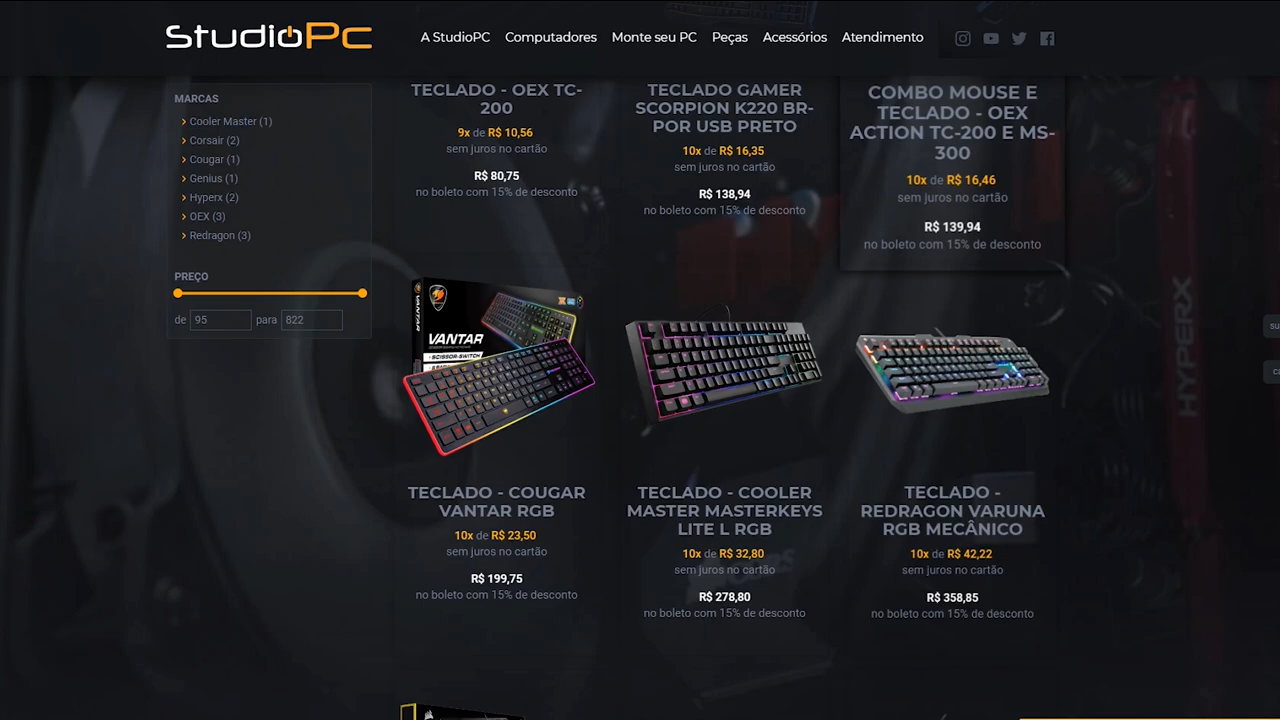 StudioPC
A StudioPC
Computadores
Monte seu PC
Peças
Acessórios
Atendimento
MARCAS
Cooler Master (1)
Corsair (2)
Cougar (1)
Genius (1)
Hyperx (2)
OEX (3)
Redragon (3)
PREÇO
de 95 para 822
TECLADO - OEX TC-
200
9x de R$ 10,56
sem juros no cartão
R$ 80,75
no boleto com 15% de desconto
TECLADO GAMER
SCORPION K220 BR-
POR USB PRETO
10x de R$ 16,35
sem juros no cartão
R$ 138,94
no boleto com 15% de desconto
COMBO MOUSE E
TECLADO - OEX
ACTION TC-200 E MS-
300
10x de R$ 16,46
sem juros no cartão
R$ 139,94
no boleto com 15% de desconto
VANTAR
SCISSOR-SWITCH
TECLADO - COUGAR
VANTAR RGB
10x de R$ 23,50
sem juros no cartão
R$ 199,75
no boleto com 15% de desconto
TECLADO - COOLER
MASTER MASTERKEYS
LITE L RGB
10x de R$ 32,80
sem juros no cartão
R$ 278,80
no boleto com 15% de desconto
TECLADO -
REDRAGON VARUNA
RGB MECÂNICO
10x de R$ 42,22
sem juros no cartão
R$ 358,85
no boleto com 15% de desconto
HYPERX